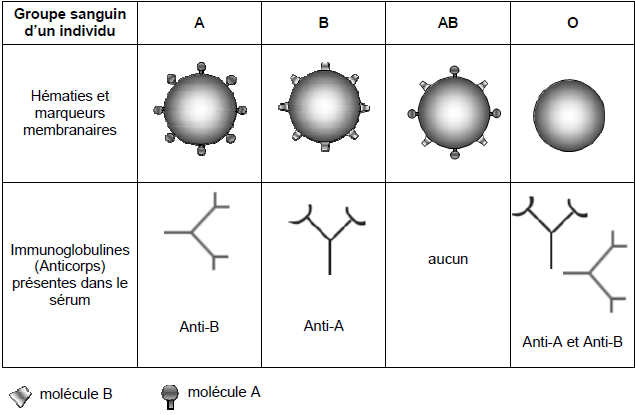 Groupe sanguin
d'un individu
A
B
AB
O
Hématies et
marqueurs
membranaires
Immunoglobulines
(Anticorps)
présentes dans le
sérum
Anti-B
Anti-A
aucun
Anti-A et Anti-B
molécule B
molécule A